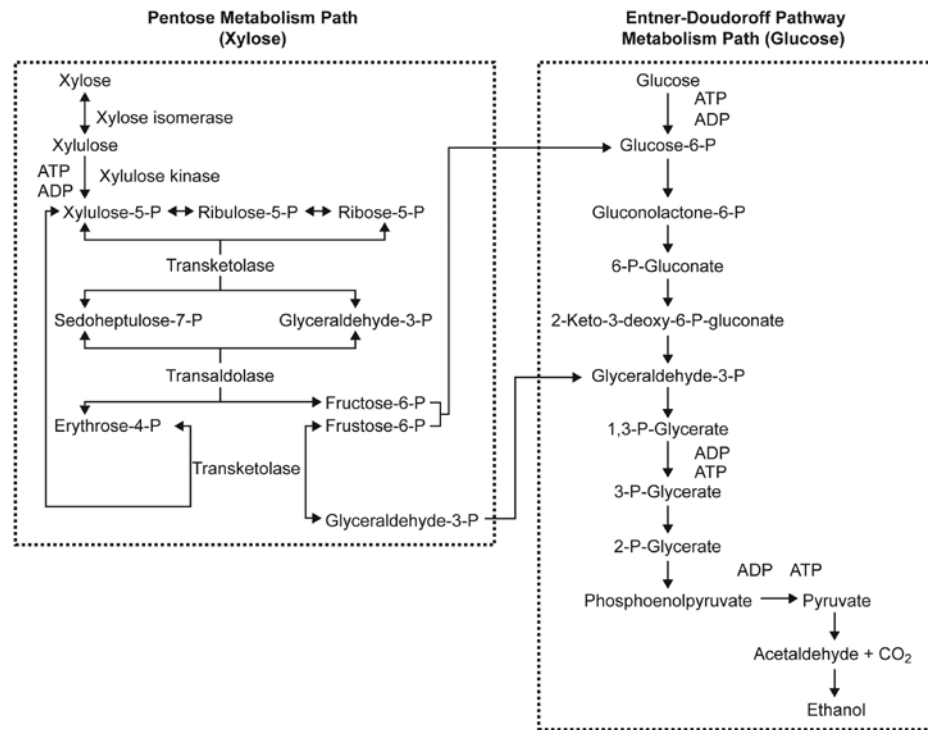 Pentose Metabolism Path
(Xylose)
Xylose
Xylose isomerase
Xylulose
ATP
ADP
Xylulose kinase
Xylulose-5-P
Ribulose-5-P
Ribose-5-P
Transketolase
Sedoheptulose-7-P
Glyceraldehyde-3-P
Transaldolase
Fructose-6-P
Erythrose-4-P
Frustose-6-P
Transketolase
Glyceraldehyde-3-P
Entner-Doudoroff Pathway
Metabolism Path (Glucose)
Glucose
ATP
ADP
Glucose-6-P
Gluconolactone-6-P
6-P-Gluconate
2-Keto-3-deoxy-6-P-gluconate
Glyceraldehyde-3-P
1,3-P-Glycerate
ADP
ATP
3-P-Glycerate
2-P-Glycerate
ADP ATP
Phosphoenolpyruvate
Pyruvate
Acetaldehyde + CO₂
Ethanol